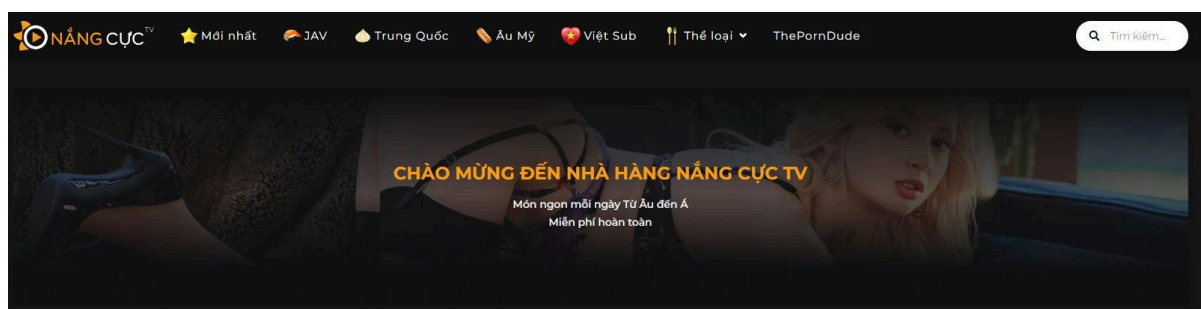 NẮNG CỰC TV
Mới nhất
JAV
Trung Quốc
Âu Mỹ
Việt Sub
Thể loại
ThePornDude
Tìm kiếm...
CHÀO MỪNG ĐẾN NHÀ HÀNG NẮNG CỰC TV
Món ngon mỗi ngày Từ Âu đến Á
Miễn phí hoàn toàn